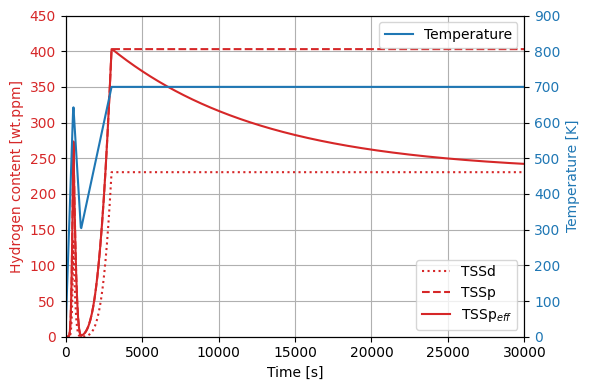 450
400
350
300
250
200
150
100
50
0
Hydrogen content [wt.ppm]
900
800
700
600
500
400
300
200
100
0
Temperature [K]
Temperature
TSSd
TSSp
TSSp_eff
0 5000 10000 15000 20000 25000 30000
Time [s]